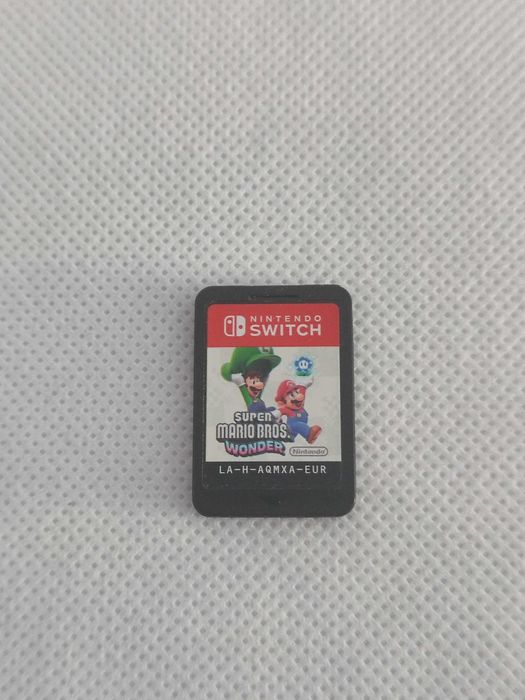 NINTENDO
SWITCH
SUPER
MARIO BROS.
WONDER
Nintendo
LA-H-AQMXA-EUR